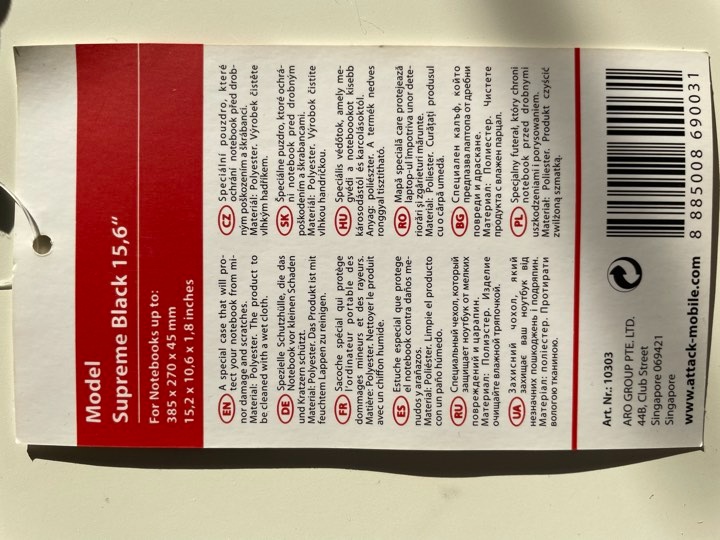 Model
Supreme Black 15,6“
For Notebooks up to:
385 x 270 x 45 mm
15,2 x 10,6 x 1,8 inches
EN A special case that will pro-
tect your notebook from mi-
nor damage and scratches.
Material: Polyester. The product to
be cleaned with a wet cloth.
DE Spezielle Schutzhülle, die das
Notebook vor kleinen Schaden
und Kratzern schützt.
Material: Polyester. Das Produkt ist mit
feuchtem Lappen zu reinigen.
FR Sacoche spécial qui protège
l'ordinateur portable des
dommages mineurs et des rayeurs.
Matière: Polyester. Nettoyer le produit
avec un chiffon humide.
ES Estuche especial que protege
el notebook contra daños me-
nudos y arañazos.
Material: Poliéster. Limpie el producto
con un paño húmedo.
RU Специальный чехол, который
защищает ноутбук от мелких
повреждений и царапин.
Материал: Полиэстер. Изделие
очищайте влажной тряпочкой.
UA Захисний чохол, який
захищає ваш ноутбук від
незначних пошкоджень і подряпин.
Матеріал: поліестер. Протирати
вологою тканиною.
CZ Speciální pouzdro, které
ochrání notebook před drob-
ným poškozením a škrábanci.
Materiál: Polyester. Výrobek čistěte
vlhkým hadříkem.
SK Speciálne puzdro, ktoré ochrá-
ni notebook pred drobným
poškodením a škrabancami.
Materiál: Polyester. Výrobok čistite
vlhkou handričkou.
HU Speciális védőtok, amely me-
gvédi a noteboookot kisebb
károsodástól és karcolásoktól.
Anyag: poliészter. A termék nedves
ronggyal tisztítható.
RO Mapă specială care protejează
laptop-ul împotriva unor dete-
riorări şi zgârieturi mărunte.
Material: Poliester. Curăţaţi produsul
cu o cârpă umedă.
BG Специален калъф, който
предпазва лаптопа от дребни
повреди и драскане.
Материал: Полиестер. Чистете
продукта с влажен парцал.
PL Specjalny futerał, który chroni
notebook przed drobnymi
uszkodzeniami i porysowaniem.
Materiał: Poliester. Produkt czyścić
zwilżoną szmatką.
Art. Nr.: 10303
ARO GROUP PTE. LTD.
44B, Club Street
Singapore 069421
Singapore
www.attack-mobile.com
8 885008 690031